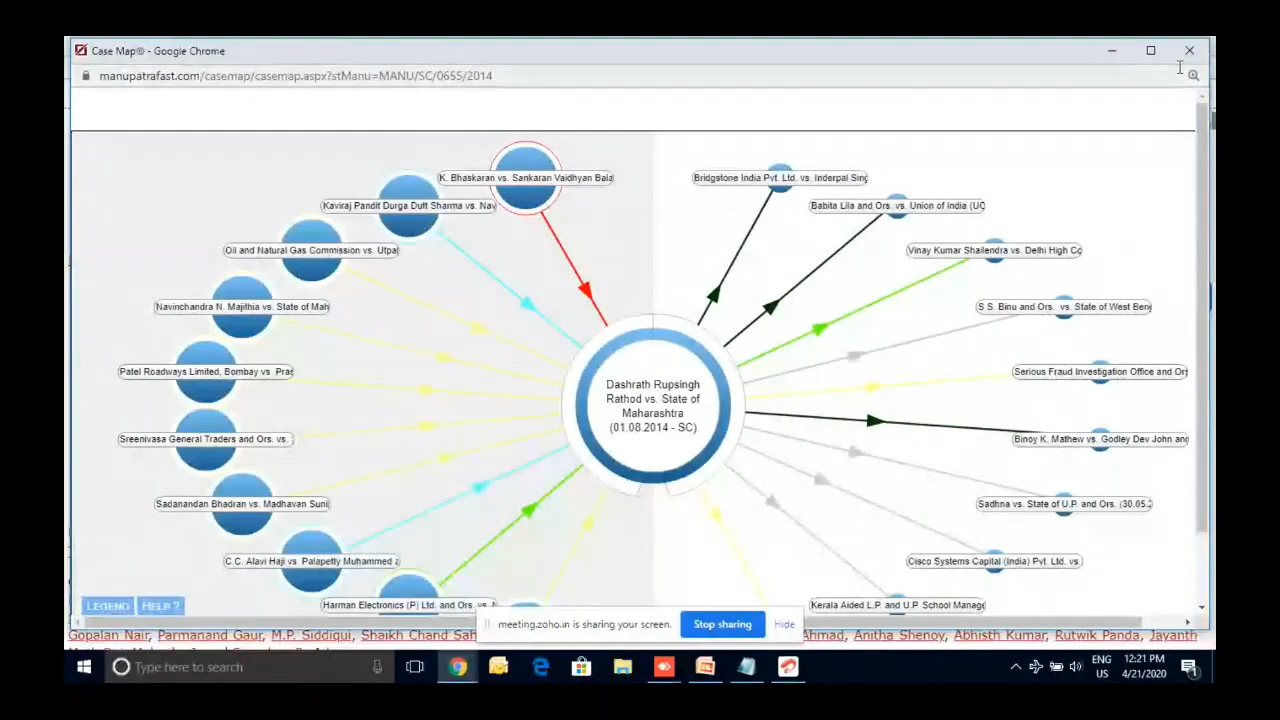 Case Map® - Google Chrome
manupatrafast.com/casemap/casemap.aspx?stManu=MANU/SC/0655/2014
K. Bhaskaran vs. Sankaran Vaidhyan Bala
Bridgstone India Pvt. Ltd. vs. Inderpal Sing
Kaviraj Pandit Durga Dutt Sharma vs. Nav
Babita Lila and Ors. vs. Union of India (UO
Oil and Natural Gas Commission vs. Utpal
Vinay Kumar Shailendra vs. Delhi High Co
Navinchandra N. Majithia vs. State of Mah
S.S. Binu and Ors. vs. State of West Beng
Patel Roadways Limited, Bombay vs. Pras
Serious Fraud Investigation Office and Ors
Dashrath Rupsingh
Rathod vs. State of
Maharashtra
(01.08.2014 - SC)
Sreenivasa General Traders and Ors. vs.
Binoy K. Mathew vs. Godley Dev John and
Sadanandan Bhadran vs. Madhavan Suni
Sadhna vs. State of U.P. and Ors. (30.05.2
C.C. Alavi Haji vs. Palapetty Muhammed a
Cisco Systems Capital (India) Pvt. Ltd. vs.
Harman Electronics (P) Ltd. and Ors. vs. N
Kerala Aided L.P. and U.P. School Manage
LEGEND HELP ?
meeting.zoho.in is sharing your screen. Stop sharing Hide
Gopalan Nair, Parmanand Gaur, M.P. Siddiqui, Shaikh Chand Sah Ahmad, Anitha Shenoy, Abhisth Kumar, Rutwik Panda, Jayanth
Type here to search
ENG
US
12:21 PM
4/21/2020